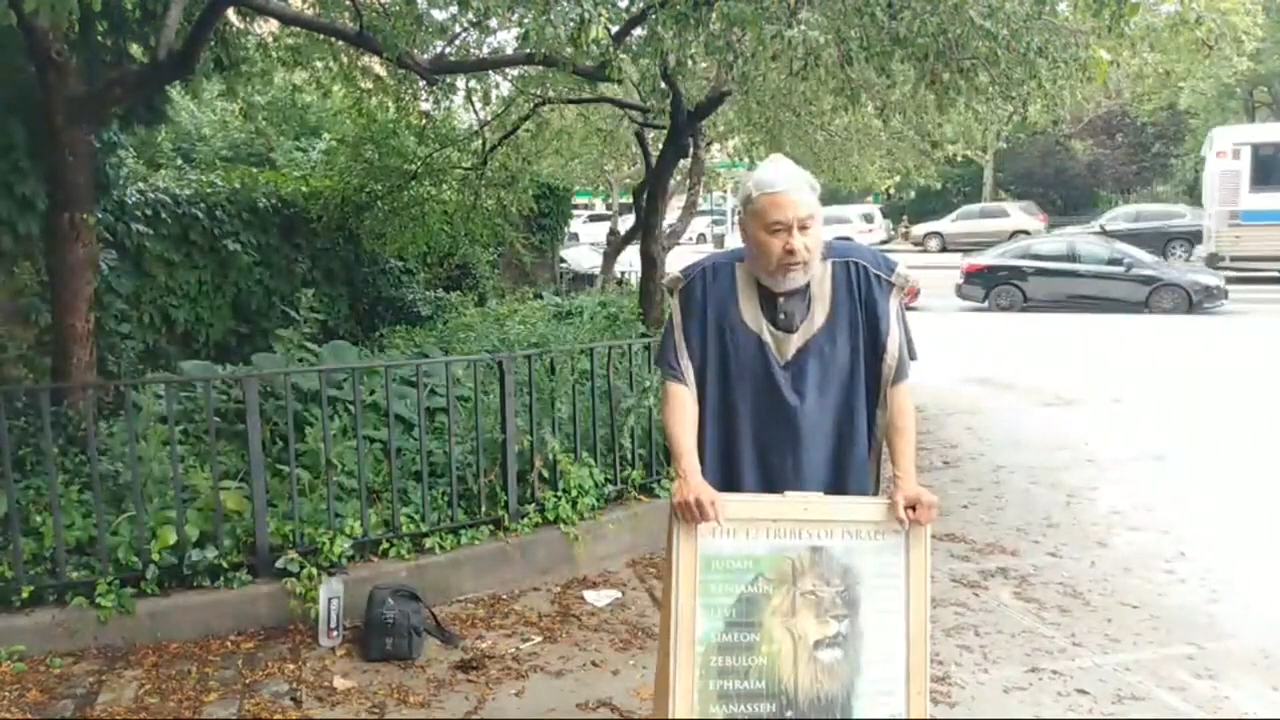 THE 12 TRIBES OF ISRAEL
JUDAH
BENJAMIN
LEVI
SIMEON
ZEBULON
EPHRAIM
MANASSEH